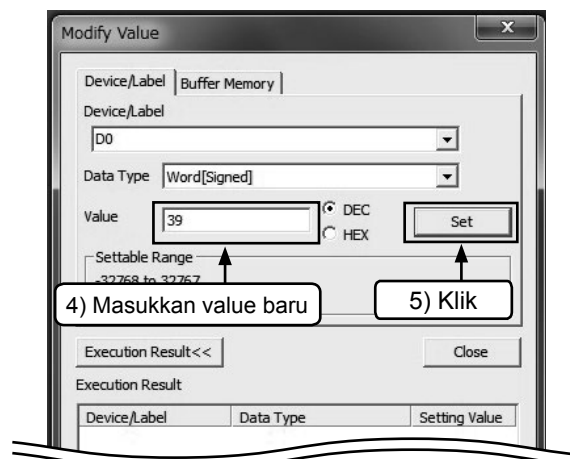 Modify Value
x
Device/Label Buffer Memory
Device/Label
D0
Data Type Word[Signed]
Value 39 DEC
HEX
Set
Settable Range
-32768 to 32767
4) Masukkan value baru
5) Klik
Execution Result<< Close
Execution Result
Device/Label Data Type Setting Value